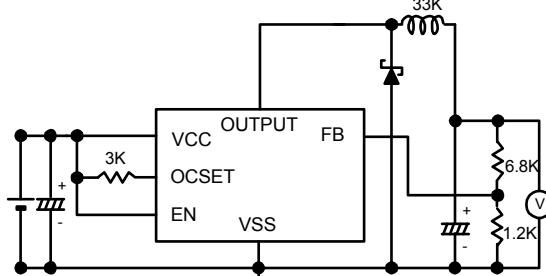 33K
OUTPUT
VCC
FB
3K
OCSET
EN
VSS
+
-
+
-
6.8K
1.2K
V